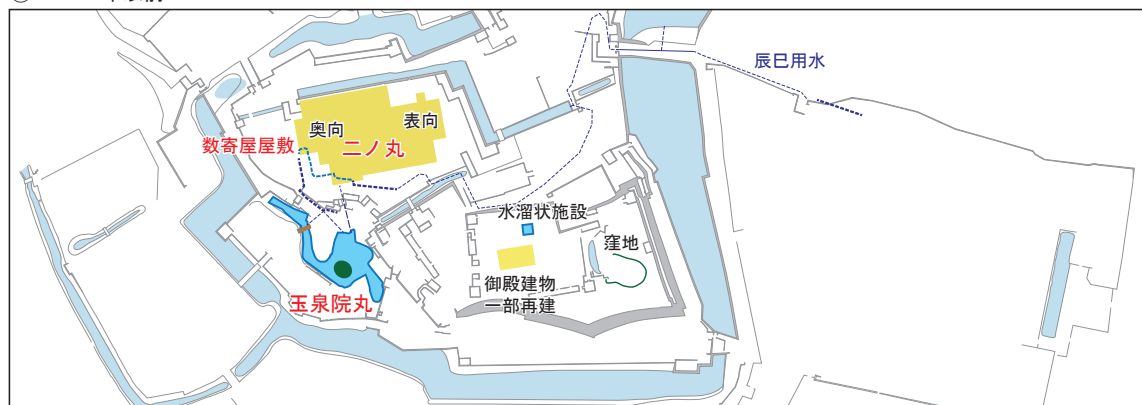 辰巳用水
表向
奥向
数寄屋屋敷
二ノ丸
水溜状施設
窪地
御殿建物
一部再建
玉泉院丸